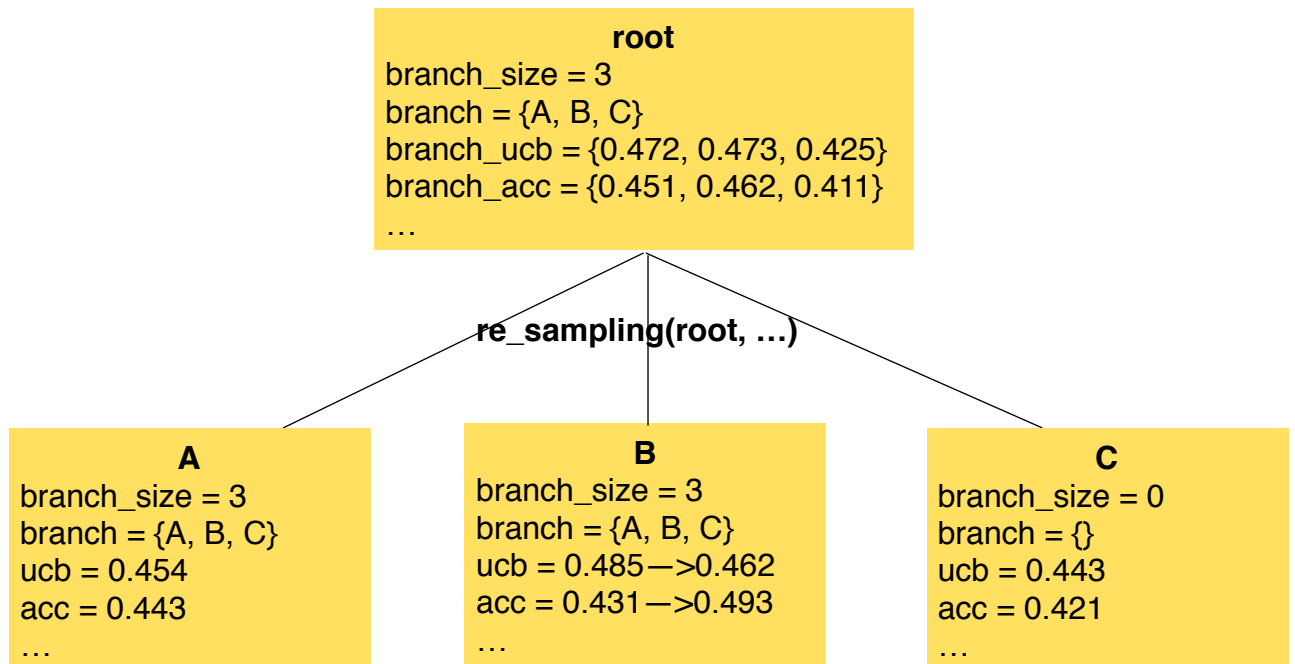 root
branch_size = 3
branch = {A, B, C}
branch_ucb = {0.472, 0.473, 0.425}
branch_acc = {0.451, 0.462, 0.411}
…
re_sampling(root, …)
A
branch_size = 3
branch = {A, B, C}
ucb = 0.454
acc = 0.443
…
B
branch_size = 3
branch = {A, B, C}
ucb = 0.485—>0.462
acc = 0.431—>0.493
…
C
branch_size = 0
branch = {}
ucb = 0.443
acc = 0.421
…